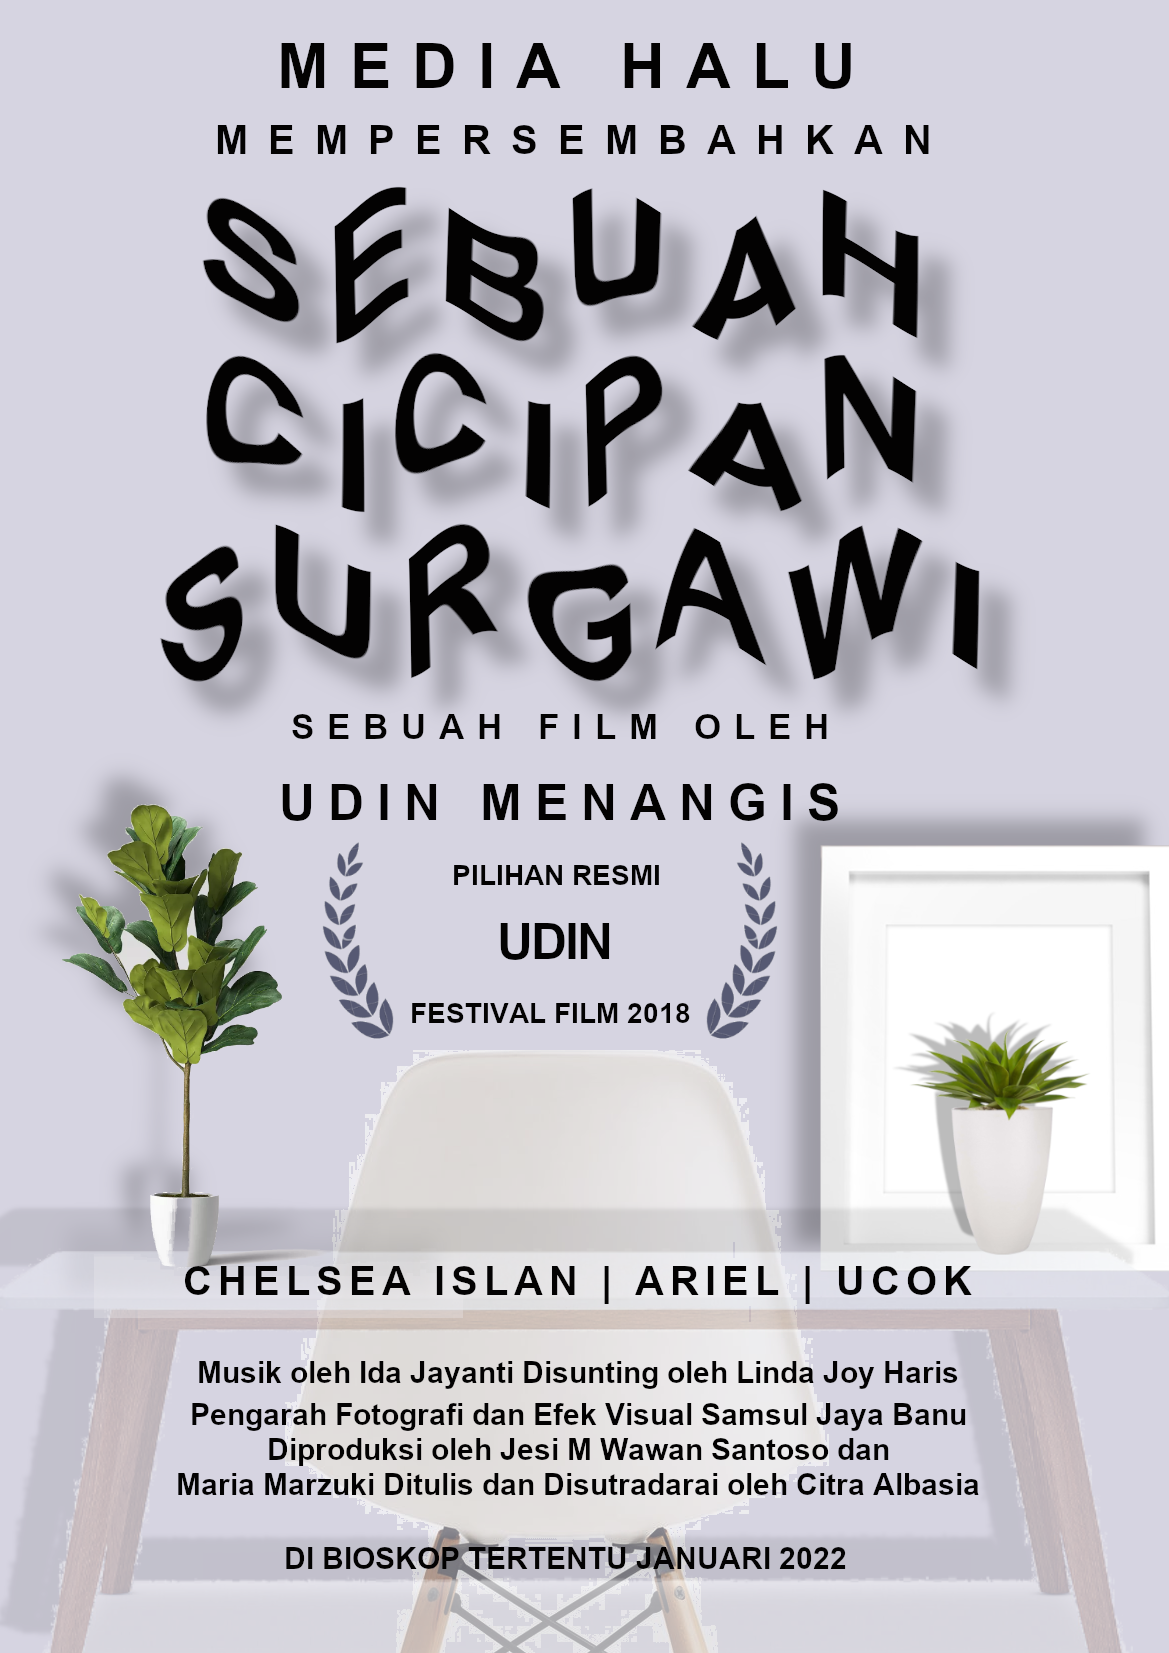 MEDIA HALU
MEMPERSEMBAHKAN
SEBUAH
CICIPAN
SURGAWI
SEBUAH FILM OLEH
UDIN MENANGIS
PILIHAN RESMI
UDIN
FESTIVAL FILM 2018
CHELSEA ISLAN | ARIEL | UCOK
Musik oleh Ida Jayanti Disunting oleh Linda Joy Haris
Pengarah Fotografi dan Efek Visual Samsul Jaya Banu
Diproduksi oleh Jesi M Wawan Santoso dan
Maria Marzuki Ditulis dan Disutradarai oleh Citra Albasia
DI BIOSKOP TERTENTU JANUARI 2022